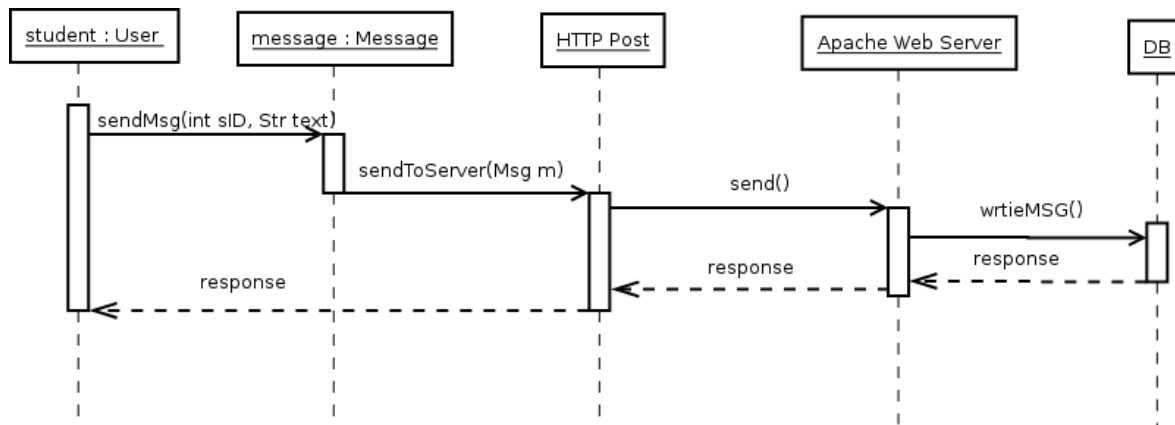 student : User
message : Message
HTTP Post
Apache Web Server
DB
sendMsg(int sID, Str text)
sendToServer(Msg m)
send()
wrtieMSG()
response
response
response